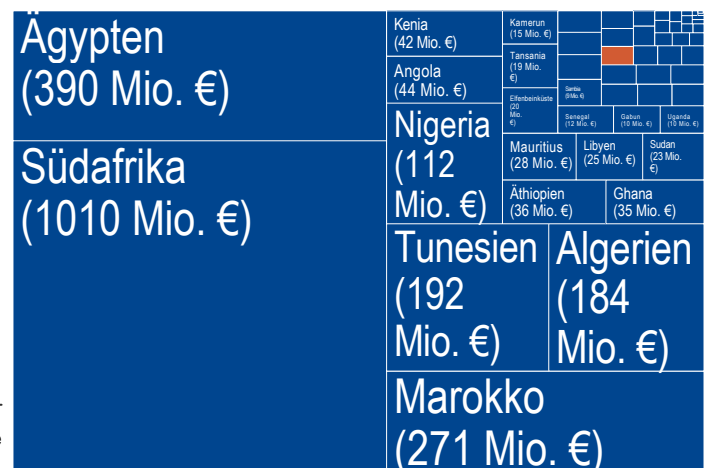 Ägypten
(390 Mio. €)
Südafrika
(1010 Mio. €)
Kenia
(42 Mio. €)
Angola
(44 Mio. €)
Nigeria
(112
Mio. €)
Kamerun
(15 Mio. €)
Tansania
(19 Mio.
€)
Elfenbeinküste
(20
Mio.
€)
Sambia
(9 Mio. €)
Senegal
(12 Mio. €)
Gabun
(10 Mio. €)
Uganda
(10 Mio. €)
Mauritius
(28 Mio. €)
Libyen
(25 Mio. €)
Sudan
(23 Mio.
€)
Äthiopien
(36 Mio. €)
Ghana
(35 Mio. €)
Tunesien
(192
Mio. €)
Algerien
(184
Mio. €)
Marokko
(271 Mio. €)